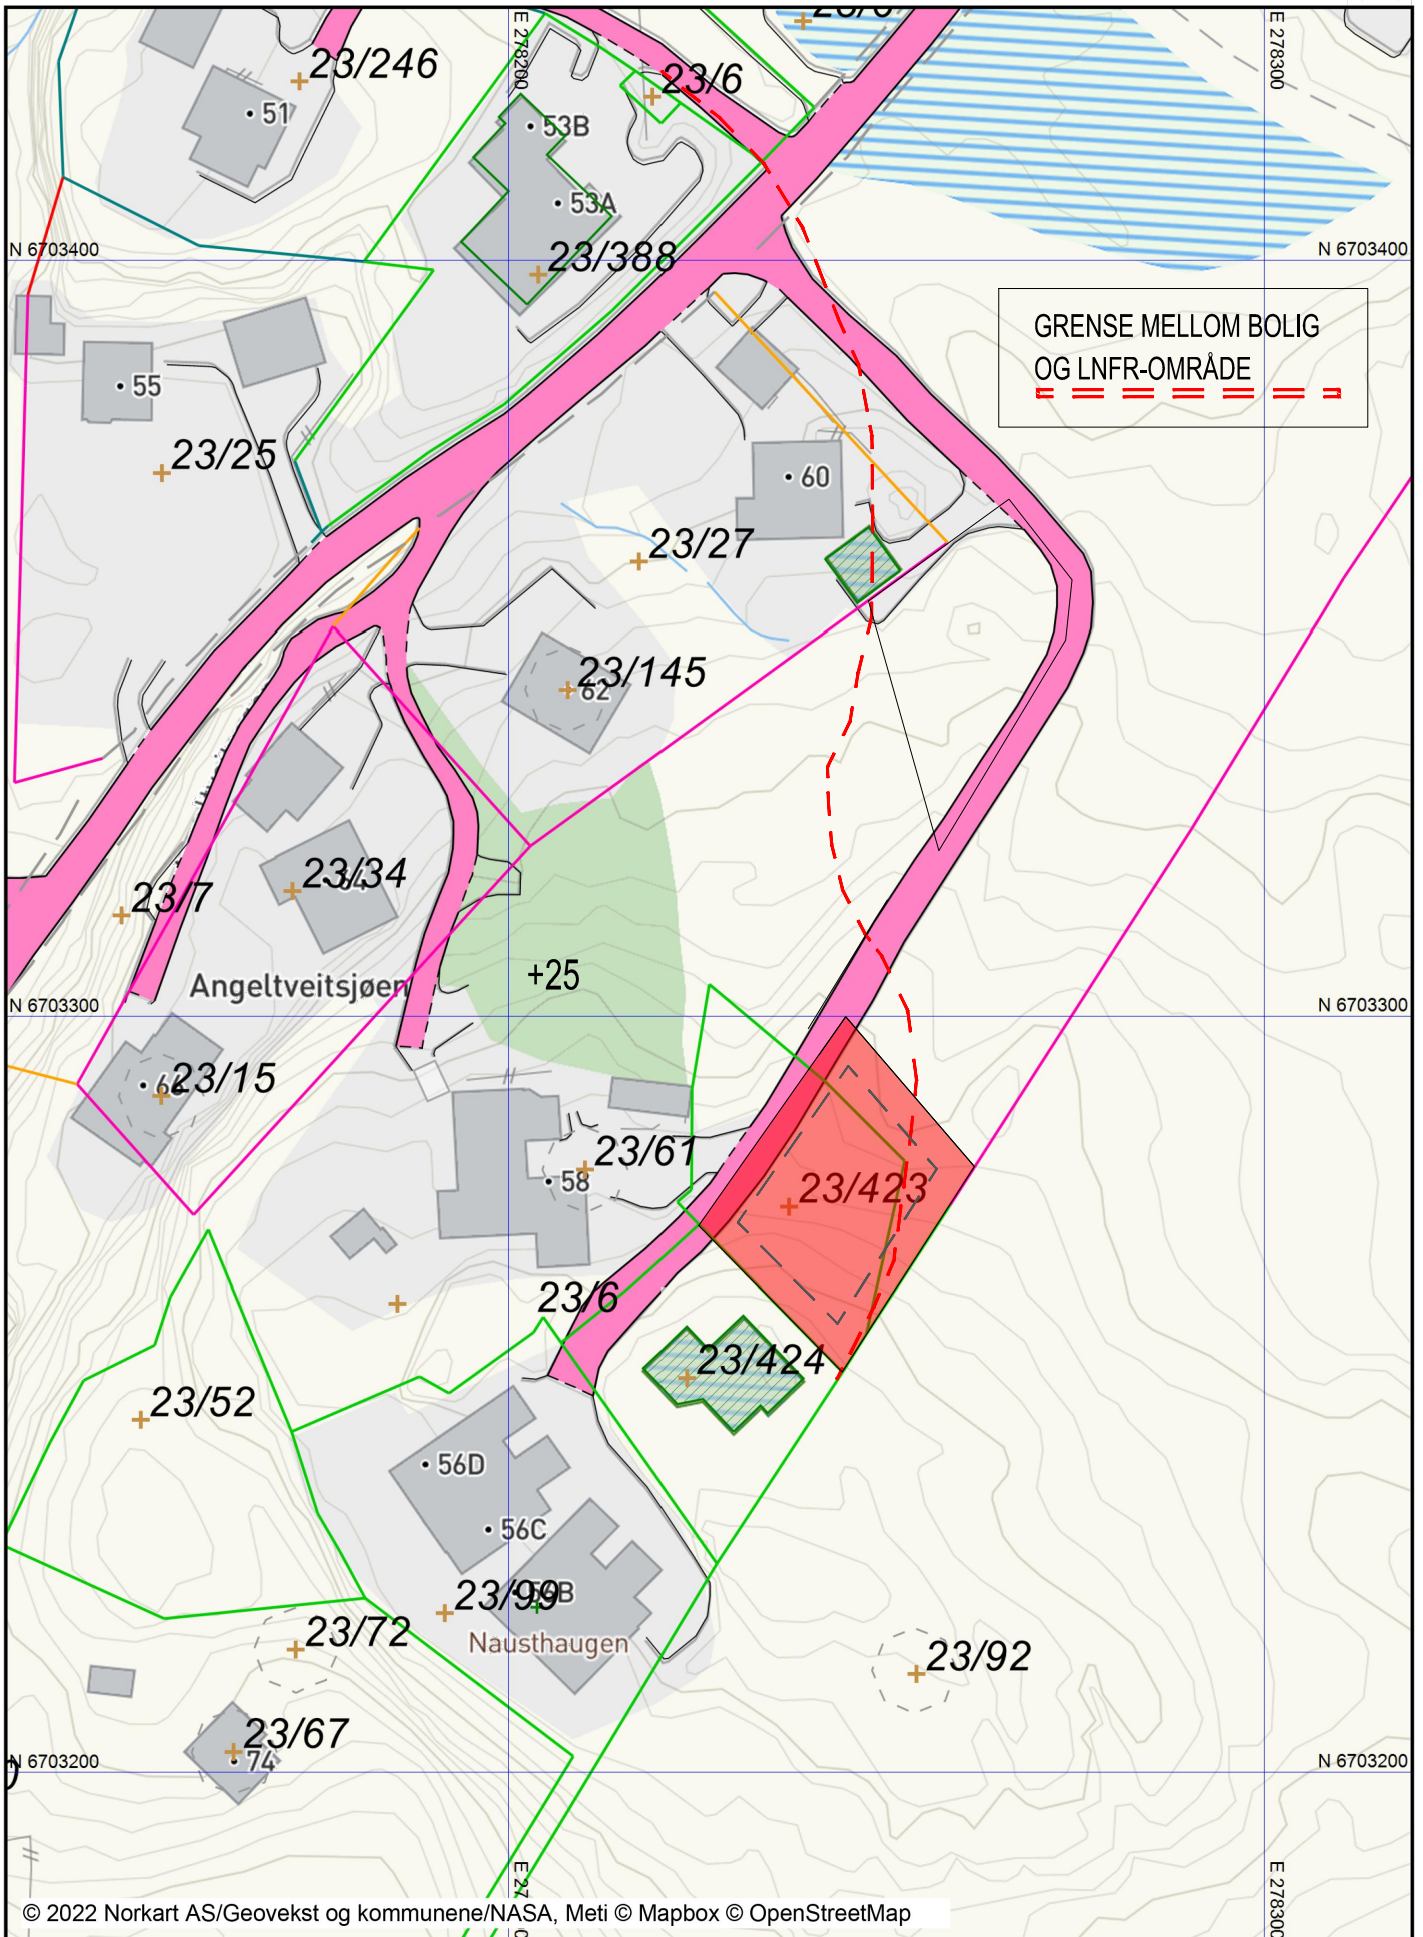 E 278200
E 278300
23/246
23/6
51
53B
53A
N 6703400
N 6703400
23/388
GRENSE MELLOM BOLIG
OG LNFR-OMRÅDE
55
23/25
60
23/27
23/145
62
23/34
23/7
+25
Angeltveitsjøen
N 6703300
N 6703300
23/15
23/61
58
23/423
23/6
23/424
23/52
56D
56C
23/99
56B
23/72
Nausthaugen
23/92
23/67
74
N 6703200
N 6703200
E 278300
© 2022 Norkart AS/Geovekst og kommunene/NASA, Meti © Mapbox © OpenStreetMap